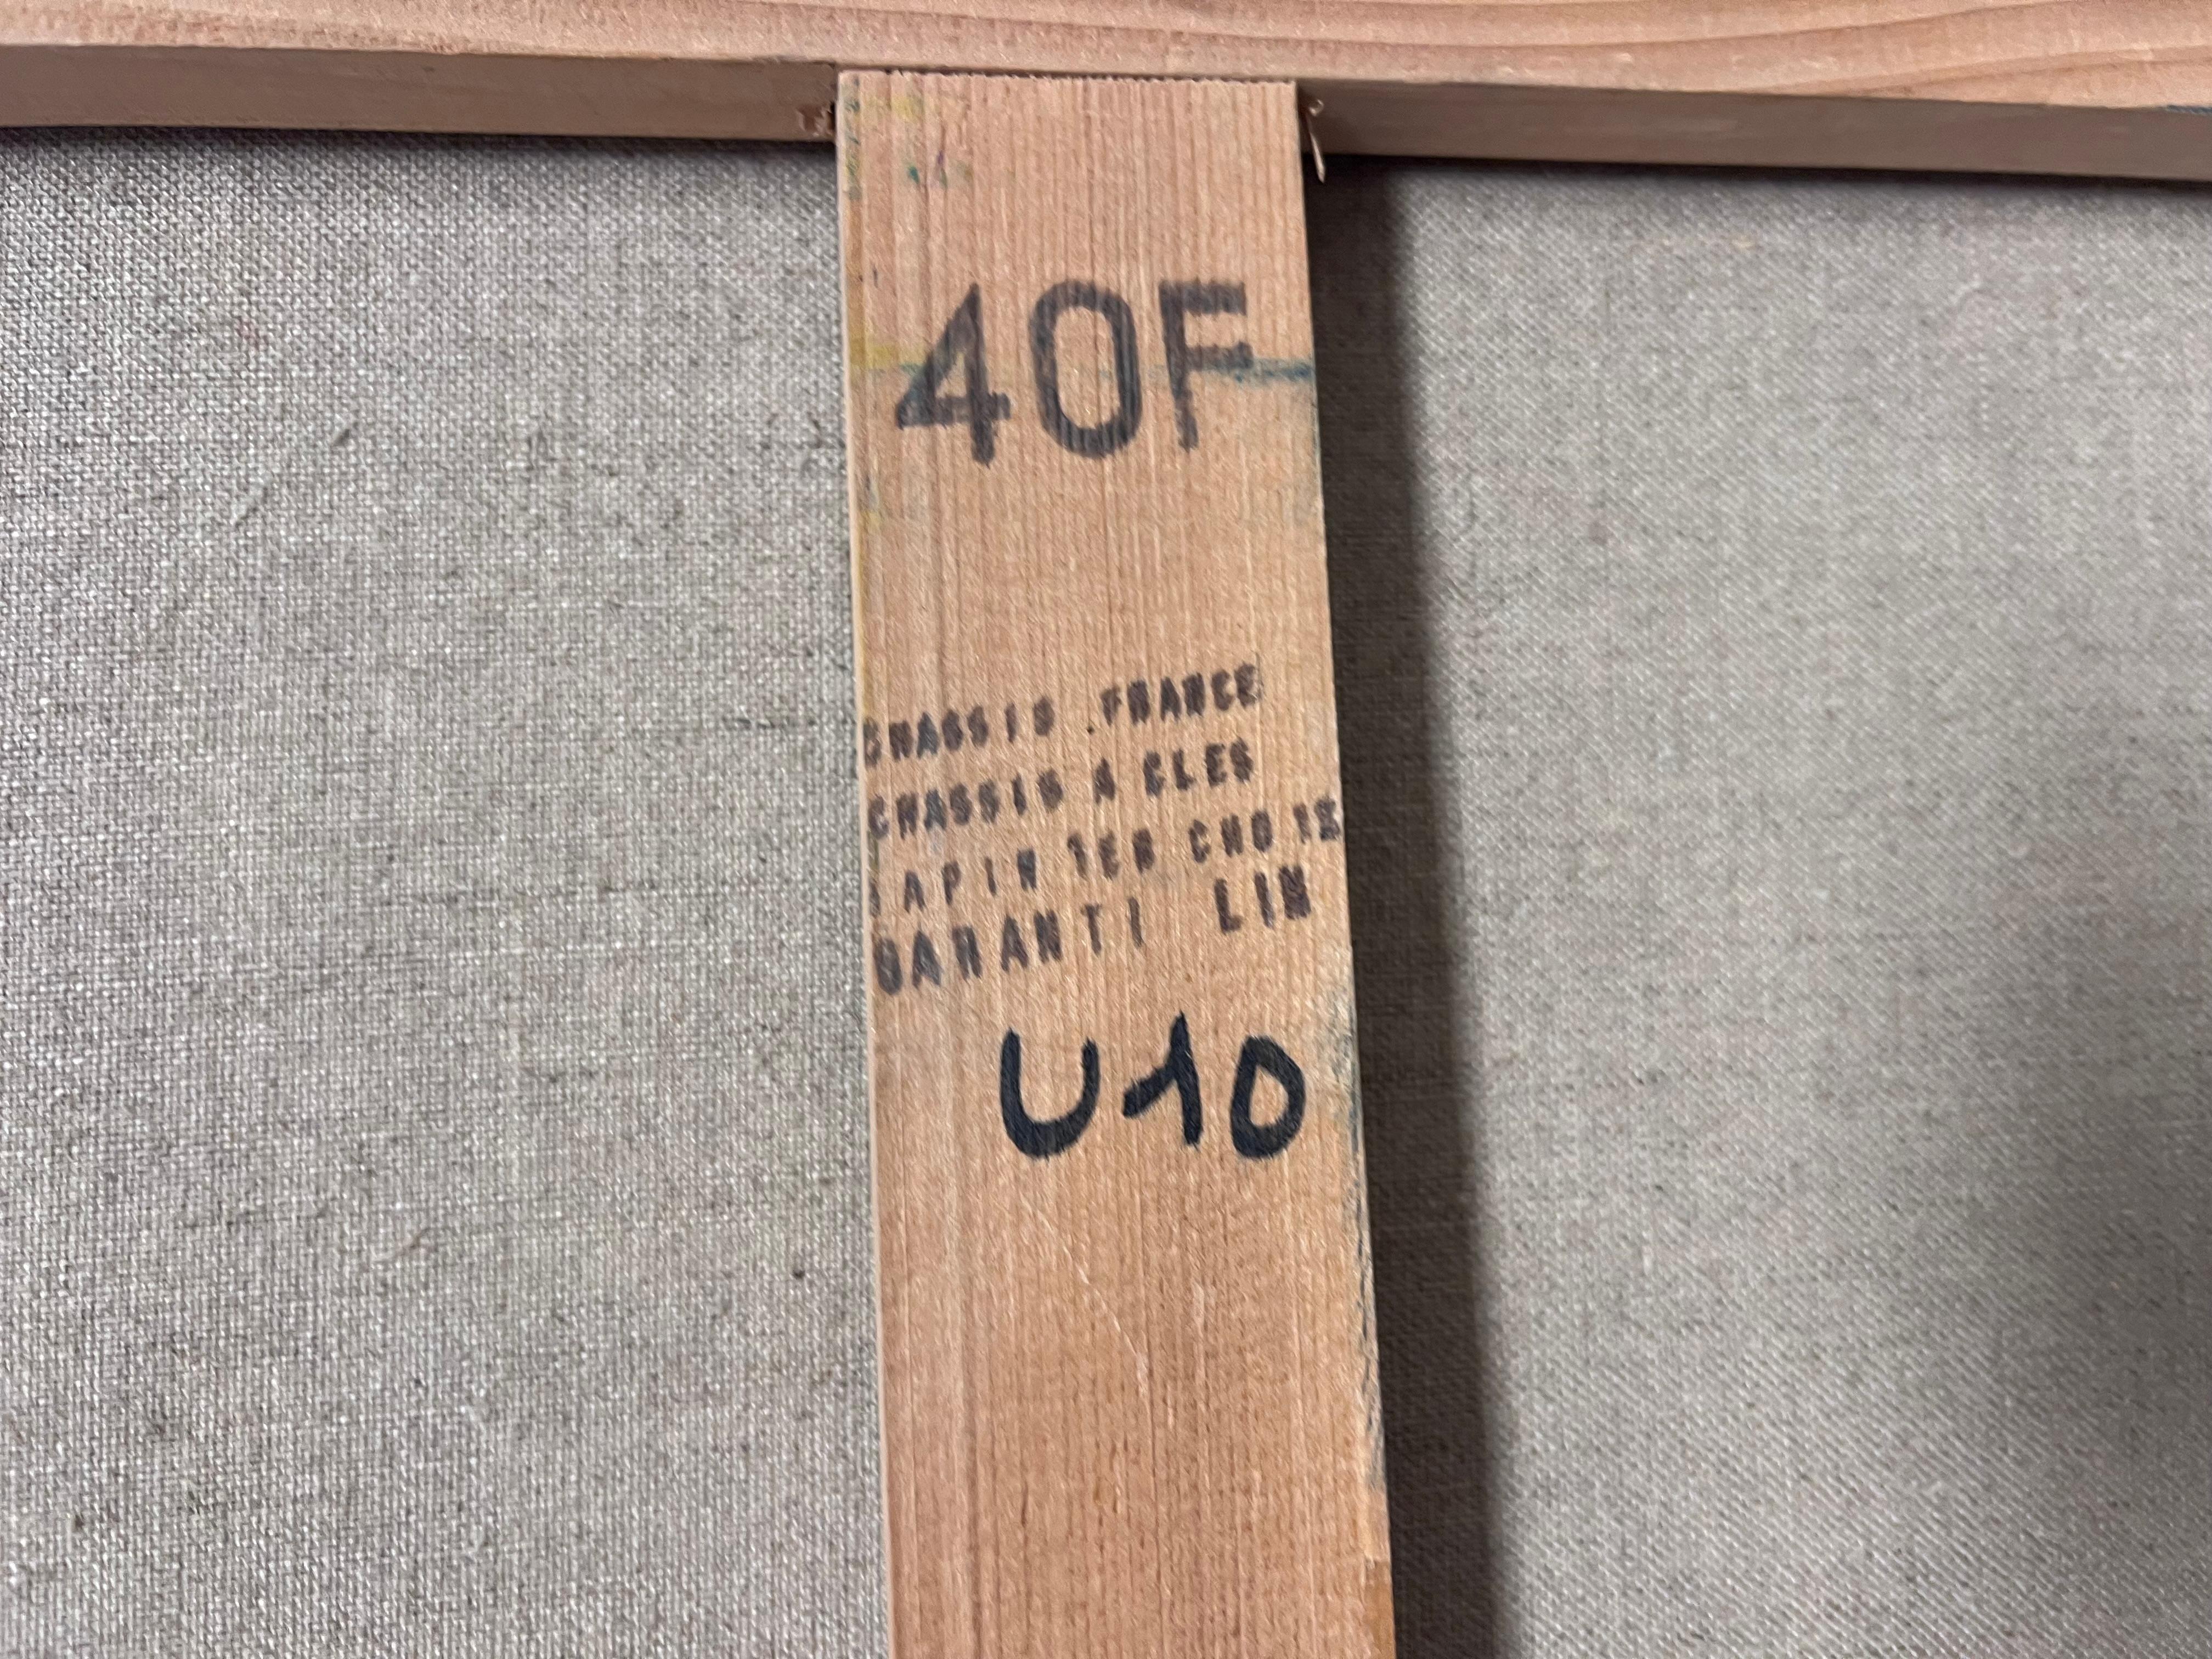 40F
CHASSIS FRANCE
CHASSIS A CLES
SAPIN 1ER CHOIX
GARANTI LIN
U10